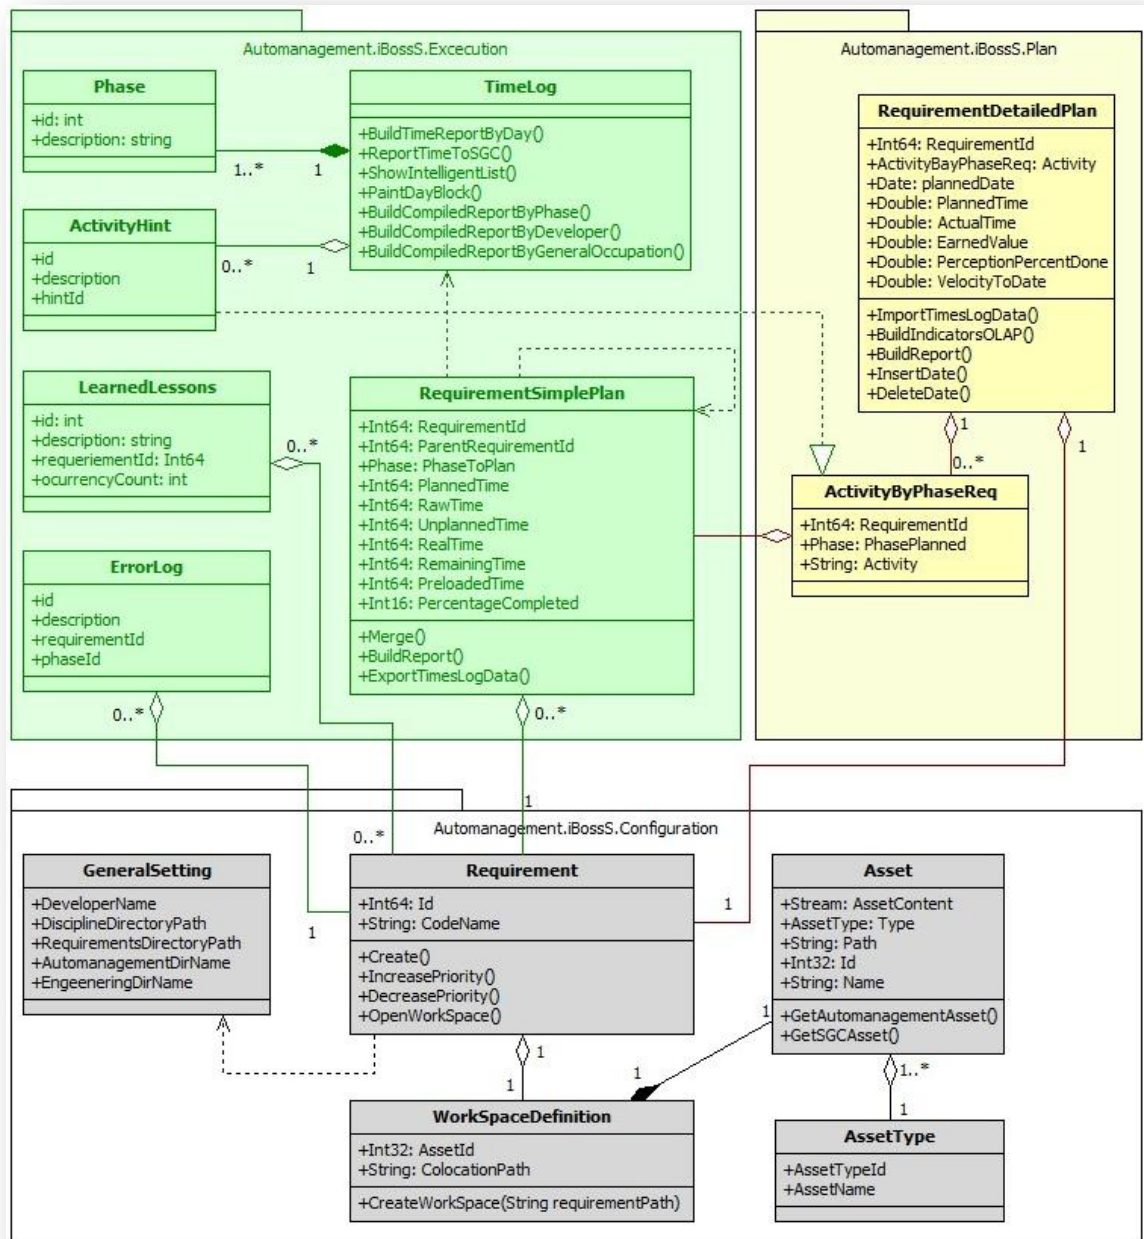 Automanagement.iBossS.Excecution
Phase
+id: int
+description: string
TimeLog
+BuildTimeReportByDay()
+ReportTimeToSGC()
+ShowIntelligentList()
+PaintDayBlock()
+BuildCompiledReportByPhase()
+BuildCompiledReportByDeveloper()
+BuildCompiledReportByGeneralOccupation()
1..*
1
ActivityHint
+id
+description
+hintId
0..*
1
LearnedLessons
+id: int
+description: string
+requeriementId: Int64
+ocurrencyCount: int
0..*
RequirementSimplePlan
+Int64: RequirementId
+Int64: ParentRequirementId
+Phase: PhaseToPlan
+Int64: PlannedTime
+Int64: RawTime
+Int64: UnplannedTime
+Int64: RealTime
+Int64: RemainingTime
+Int64: PreloadedTime
+Int16: PercentageCompleted
+Merge()
+BuildReport()
+ExportTimesLogData()
ErrorLog
+id
+description
+requirementId
+phaseId
0..*
0..*
Automanagement.iBossS.Plan
RequirementDetailedPlan
+Int64: RequirementId
+ActivityBayPhaseReq: Activity
+Date: plannedDate
+Double: PlannedTime
+Double: ActualTime
+Double: EarnedValue
+Double: PerceptionPercentDone
+Double: VelocityToDate
+ImportTimesLogData()
+BuildIndicatorsOLAP()
+BuildReport()
+InsertDate()
+DeleteDate()
1
1
0..*
ActivityByPhaseReq
+Int64: RequirementId
+Phase: PhasePlanned
+String: Activity
1
Automanagement.iBossS.Configuration
0..*
GeneralSetting
+DeveloperName
+DisciplineDirectoryPath
+RequirementsDirectoryPath
+AutomanagementDirName
+EngeeneringDirName
1
Requirement
+Int64: Id
+String: CodeName
+Create()
+IncreasePriority()
+DecreasePriority()
+OpenWorkSpace()
1
Asset
+Stream: AssetContent
+AssetType: Type
+String: Path
+Int32: Id
+String: Name
+GetAutomanagementAsset()
+GetSGCAsset()
1
1
1
1
1..*
1
WorkSpaceDefinition
+Int32: AssetId
+String: ColocationPath
+CreateWorkSpace(String requirementPath)
AssetType
+AssetTypeId
+AssetName